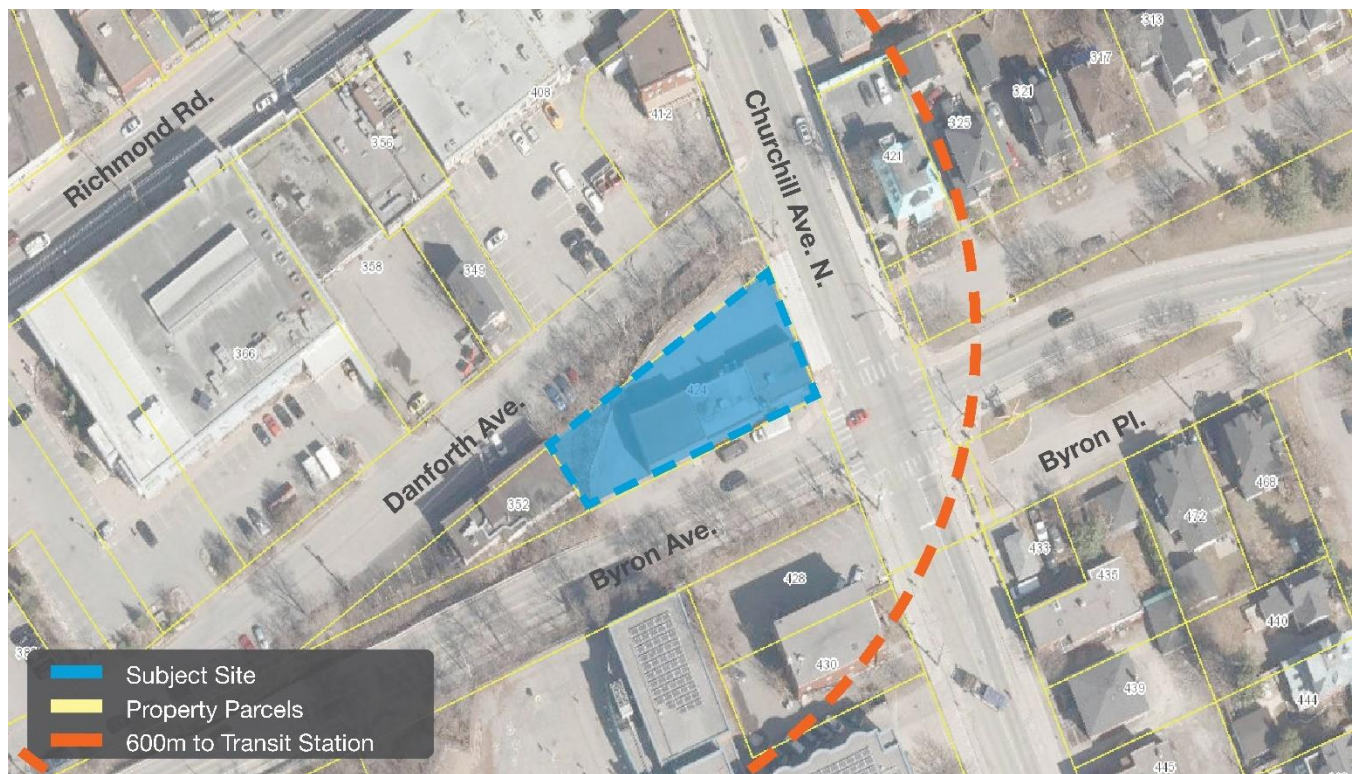 313
317
Richmond Rd.
408
321
412
325
356
Churchill Ave. N.
421
358
349
366
424
Danforth Ave.
Byron Pl.
468
352
472
Byron Ave.
433
428
435
440
430
439
444
445
Subject Site
Property Parcels
600m to Transit Station